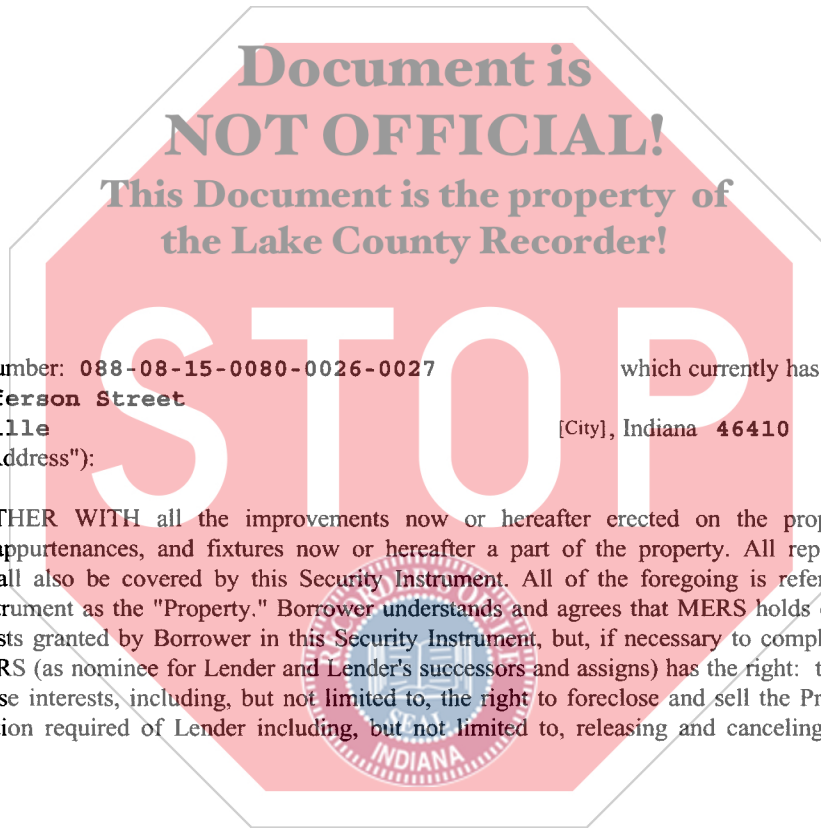 Document is
NOT OFFICIAL!
This Document is the property of
the Lake County Recorder!
STOP
umber: 088-08-15-0080-0026-0027 which currently has
ferson Street
ille [City], Indiana 46410
Address"):
THER WITH all the improvements now or hereafter erected on the prop
appurtenances, and fixtures now or hereafter a part of the property. All rep
all also be covered by this Security Instrument. All of the foregoing is refer
trument as the "Property." Borrower understands and agrees that MERS holds
sts granted by Borrower in this Security Instrument, but, if necessary to compl
RS (as nominee for Lender and Lender's successors and assigns) has the right: t
se interests, including, but not limited to, the right to foreclose and sell the Pr
tion required of Lender including, but not limited to, releasing and canceling
SEAL
INDIANA